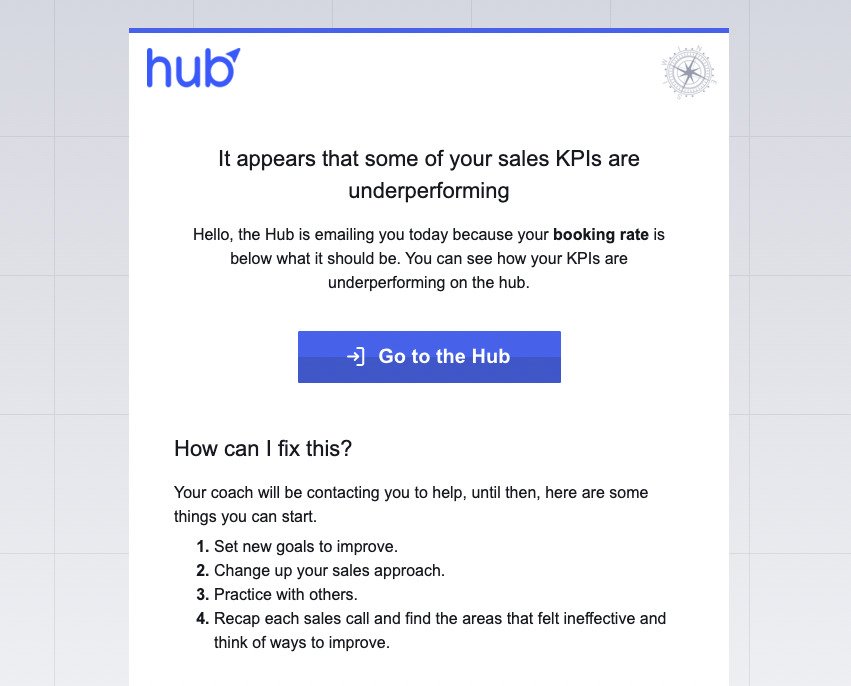 hub
It appears that some of your sales KPIs are
underperforming
Hello, the Hub is emailing you today because your booking rate is
below what it should be. You can see how your KPIs are
underperforming on the hub.
Go to the Hub
How can I fix this?
Your coach will be contacting you to help, until then, here are some
things you can start.
1. Set new goals to improve.
2. Change up your sales approach.
3. Practice with others.
4. Recap each sales call and find the areas that felt ineffective and
think of ways to improve.